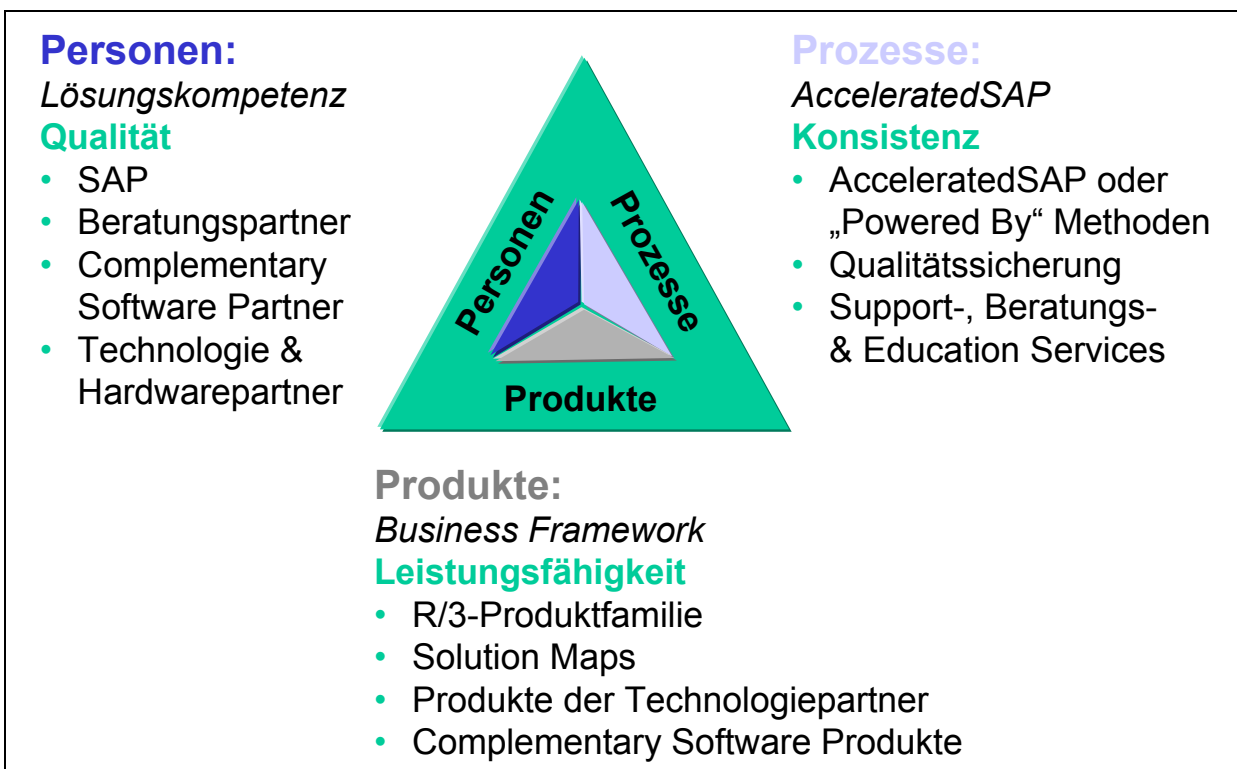 Personen:
Lösungskompetenz
Qualität
• SAP
• Beratungspartner
• Complementary
Software Partner
• Technologie &
Hardwarepartner
Prozesse:
AcceleratedSAP
Konsistenz
• AcceleratedSAP oder
„Powered By“ Methoden
• Qualitätssicherung
• Support-, Beratungs-
& Education Services
Personen
Prozesse
Produkte
Produkte:
Business Framework
Leistungsfähigkeit
• R/3-Produktfamilie
• Solution Maps
• Produkte der Technologiepartner
• Complementary Software Produkte